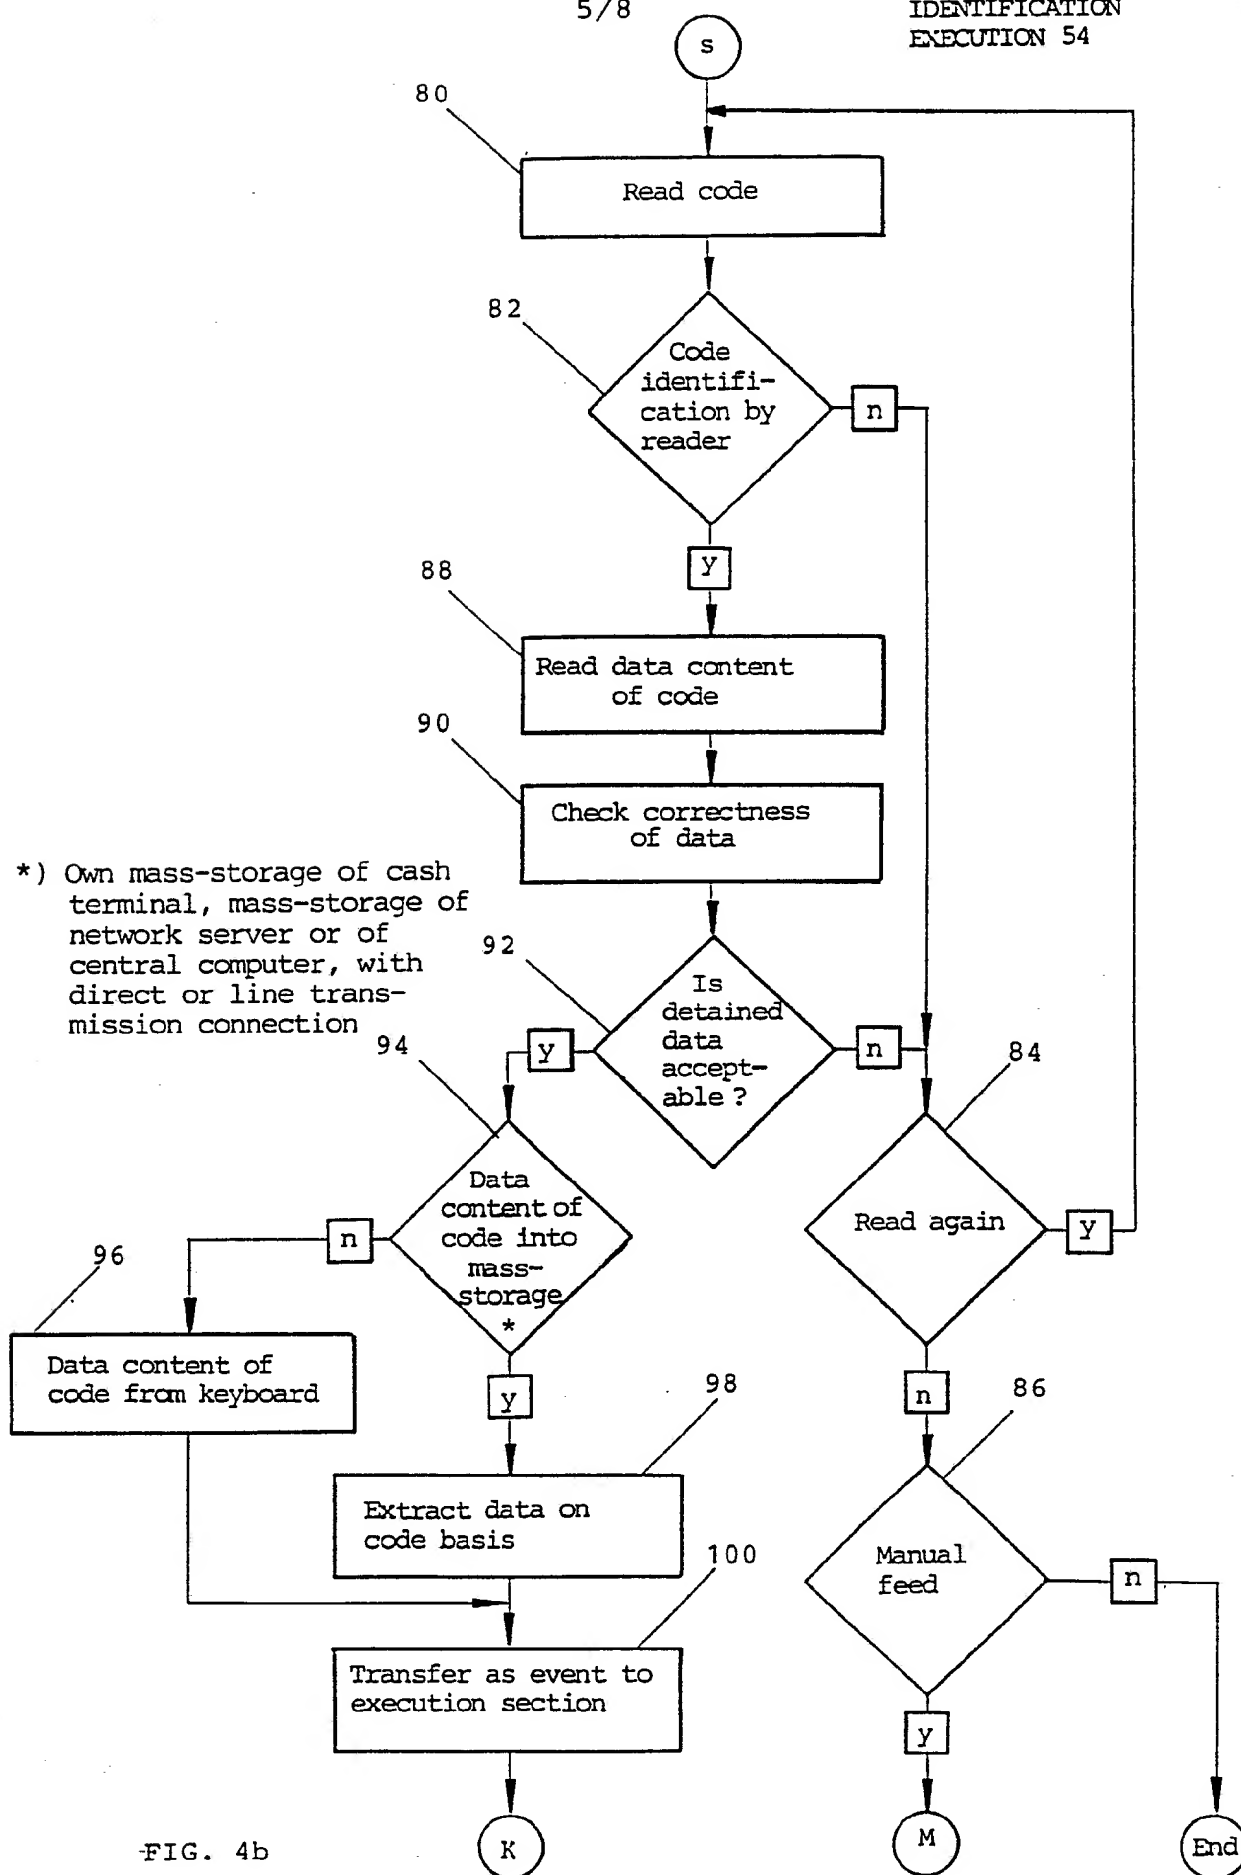 5/8
IDENTIFICATION
EXECUTION 54
s
80
Read code
82
Code
identifi-
cation by
reader
n
y
88
Read data content
of code
90
Check correctness
of data
*) Own mass-storage of cash
terminal, mass-storage of
network server or of
central computer, with
direct or line trans-
mission connection
92
Is
detained
data
accept-
able ?
y
n
94
84
Data
content of
code into
mass-
storage
*
n
Read again
y
96
Data content of
code from keyboard
y
98
n
86
Extract data on
code basis
Manual
feed
n
100
Transfer as event to
execution section
y
K
M
End
FIG. 4b